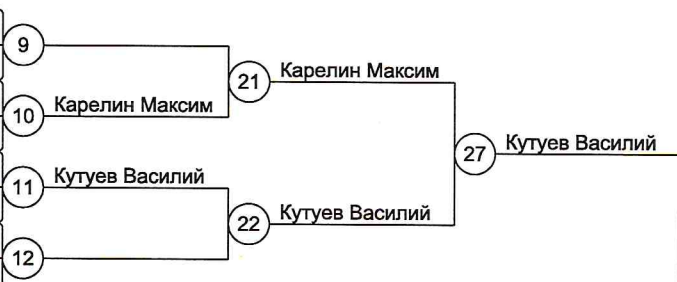 9
21 Карелин Максим
10 Карелин Максим
27 Кутуев Василий
11 Кутуев Василий
22 Кутуев Василий
12